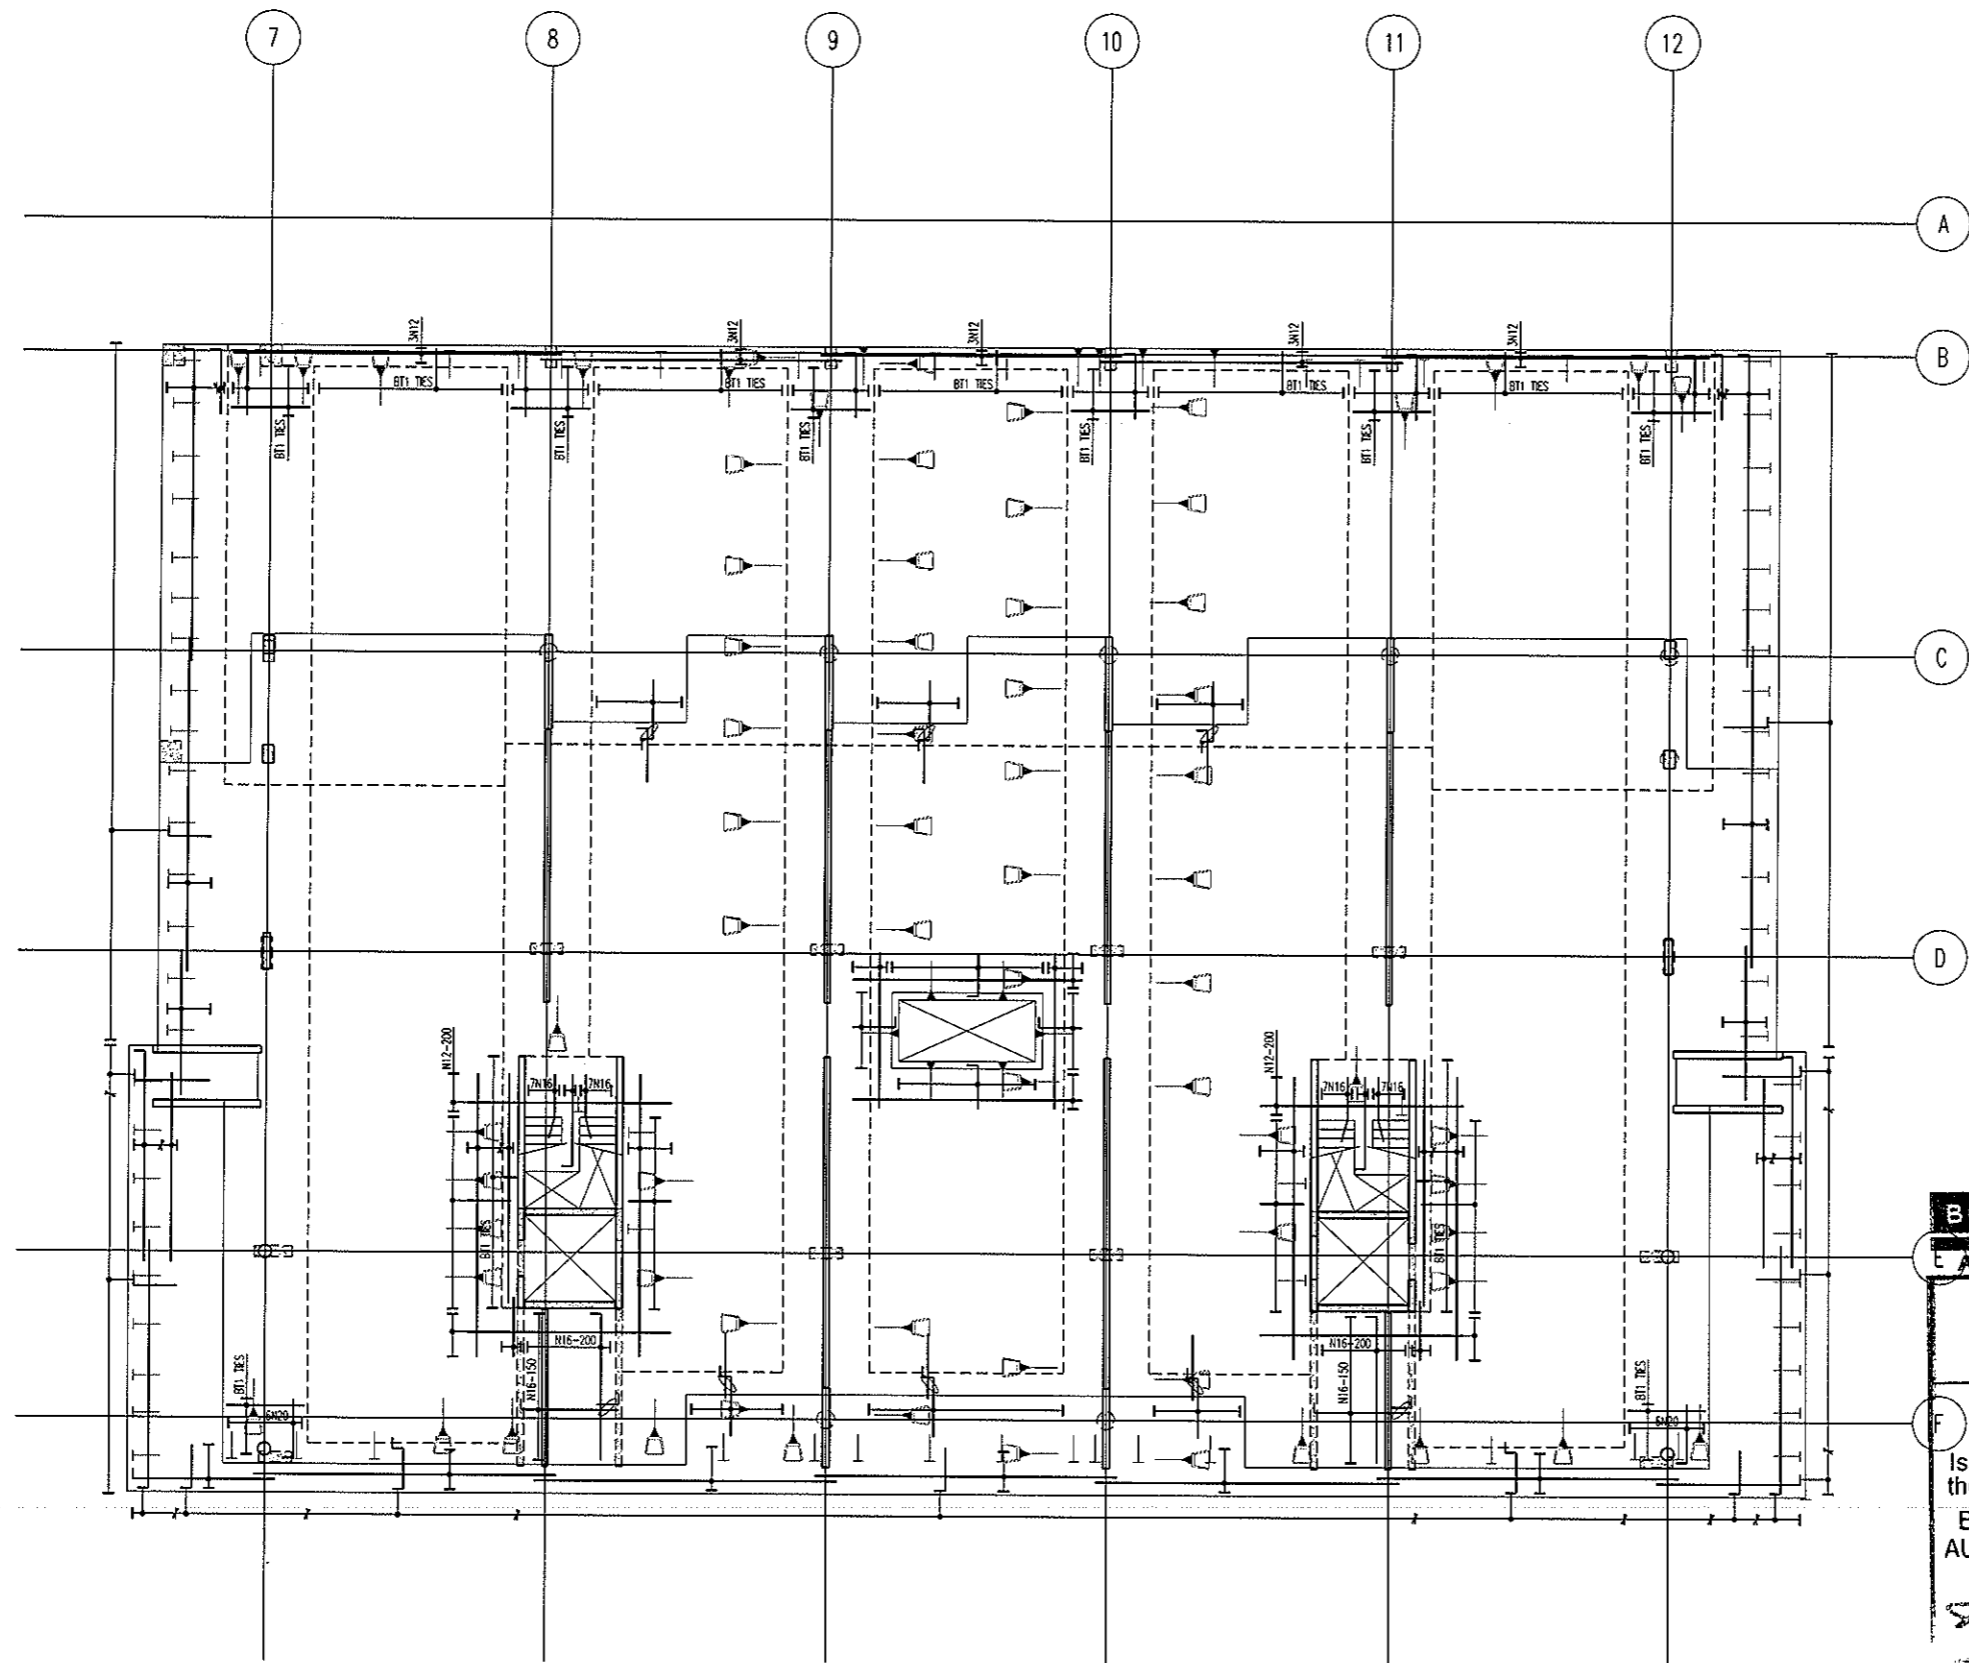 7 8 9 10 11 12
A
3N12 3N12 3N12 3N12 3N12
B
BT1 TIES BT1 TIES BT1 TIES BT1 TIES BT1 TIES
BT1 TIES BT1 TIES BT1 TIES BT1 TIES BT1 TIES BT1 TIES
C
D
N12-200 N12-200
7N16 7N16 7N16 7N16
B
BT1 TIES BT1 TIES
E A
N16-200 N16-200
N16-150 N16-150
BT1 TIES BT1 TIES
6N20 6N20
F
Is
th
AU